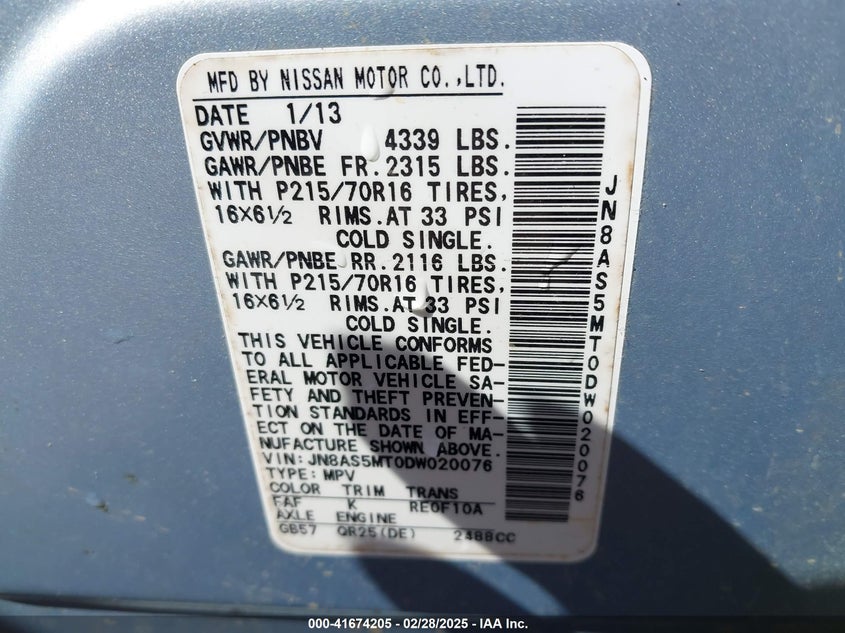 MFD BY NISSAN MOTOR CO.,LTD.
DATE 1/13
GVWR/PNBV 4339 LBS.
GAWR/PNBE FR.2315 LBS.
WITH P215/70R16 TIRES,
16×6½ RIMS.AT 33 PSI
COLD SINGLE.
GAWR/PNBE RR.2116 LBS.
WITH P215/70R16 TIRES,
16×6½ RIMS.AT 33 PSI
COLD SINGLE.
THIS VEHICLE CONFORMS
TO ALL APPLICABLE FED-
ERAL MOTOR VEHICLE SA-
FETY AND THEFT PREVEN-
TION STANDARDS IN EFF-
ECT ON THE DATE OF MA-
NUFACTURE SHOWN ABOVE.
VIN:JN8AS5MT0DW020076
TYPE:MPV
COLOR TRIM TRANS
FAF K RE0F10A
AXLE ENGINE
GB57 QR25(DE) 2488CC
JN8AS5MT0DW020076
000-41674205 - 02/28/2025 - IAA Inc.